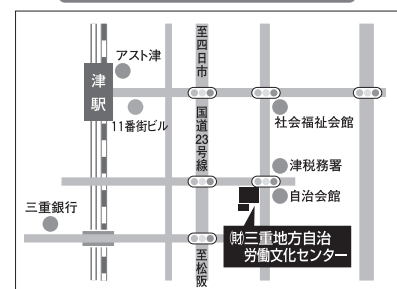 至四日市
アスト津
津駅
11番街ビル
国道23号線
社会福祉会館
津税務署
自治会館
三重銀行
㈶三重地方自治
労働文化センター
至松阪